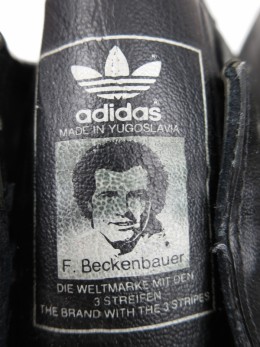 adidas
MADE IN YUGOSLAVIA
F. Beckenbauer
DIE WELTMARKE MIT DEN
3 STREIFEN
THE BRAND WITH THE 3 STRIPES